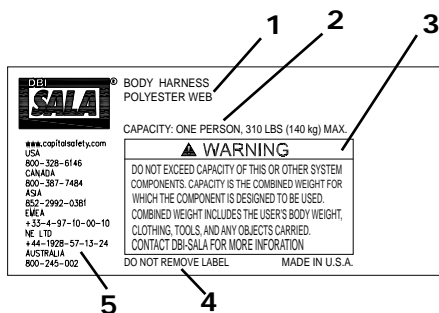 1
2
3
DBI
SALA
®
BODY HARNESS
POLYESTER WEB
CAPACITY: ONE PERSON, 310 LBS (140 kg) MAX.
WARNING
DO NOT EXCEED CAPACITY OF THIS OR OTHER SYSTEM
COMPONENTS. CAPACITY IS THE COMBINED WEIGHT FOR
WHICH THE COMPONENT IS DESIGNED TO BE USED.
COMBINED WEIGHT INCLUDES THE USER'S BODY WEIGHT,
CLOTHING, TOOLS, AND ANY OBJECTS CARRIED.
CONTACT DBI-SALA FOR MORE INFORATION
www.capitalsafety.com
USA
800-328-6146
CANADA
800-387-7484
ASIA
852-2992-0381
EMEA
+33-4-97-10-00-10
NE LTD
+44-1928-57-13-24
AUSTRALIA
800-245-002
DO NOT REMOVE LABEL
MADE IN U.S.A.
5
4